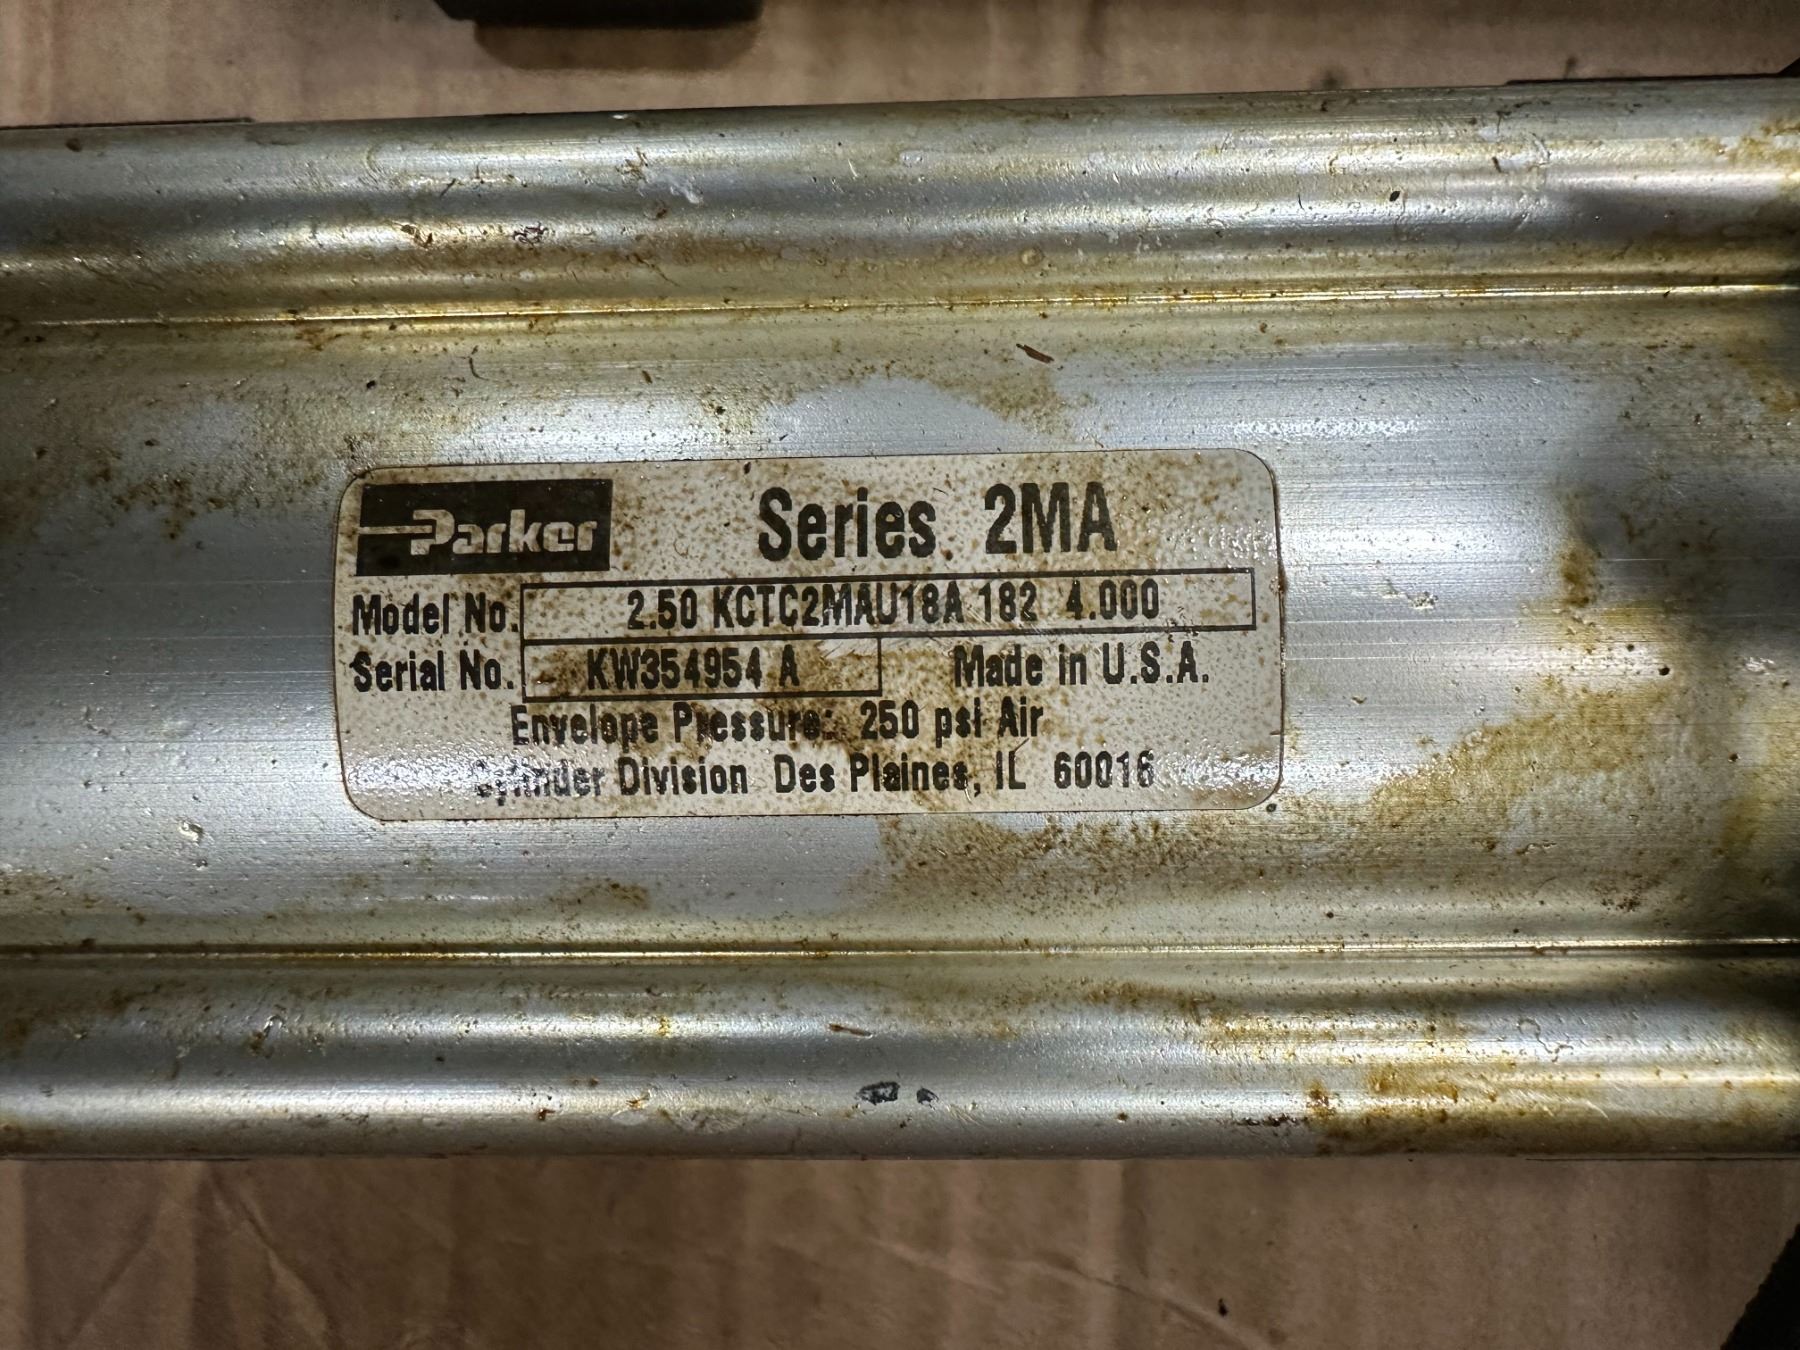 Parker Series 2MA
Model No. 2.50 KCTC2MAU18A 182 4.000
Serial No. KW354954 A Made in U.S.A.
Envelope Pressure: 250 psi Air
Cylinder Division Des Plaines, IL 60016